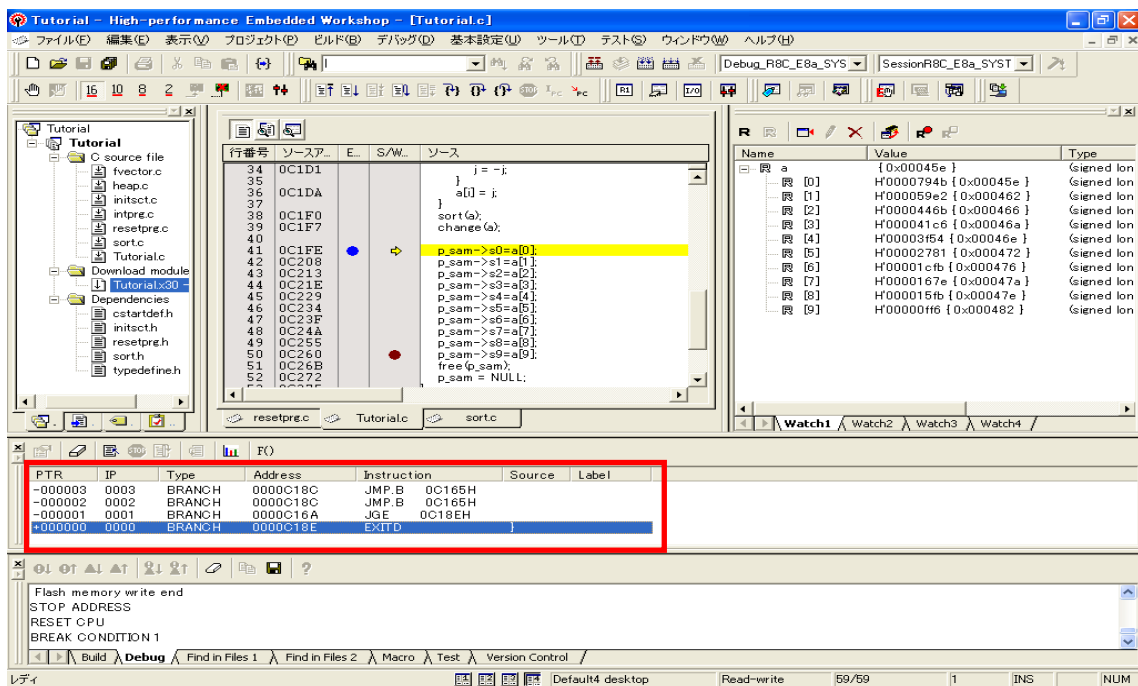 Tutorial - High-performance Embedded Workshop - [Tutorial.c]
ファイル(F) 編集(E) 表示(V) プロジェクト(P) ビルド(B) デバッグ(D) 基本設定(U) ツール(T) テスト(S) ウィンドウ(W) ヘルプ(H)
Debug_R8C_E8a_SYS SessionR8C_E8a_SYST
16 10 8 2
Tutorial
Tutorial
C source file
fvector.c
heap.c
initsct.c
intprg.c
resetprg.c
sort.c
Tutorial.c
Download module
Tutorial.x30 -
Dependencies
cstartdef.h
initsct.h
resetprg.h
sort.h
typedefine.h
行番号 ソースア... E... S/W... ソース
34 0C1D1 j = -j;
35 }
36 0C1DA a[i] = j;
37 }
38 0C1F0 sort(a);
39 0C1F7 change(a);
40
41 0C1FE p_sam->s0=a[0];
42 0C208 p_sam->s1=a[1];
43 0C213 p_sam->s2=a[2];
44 0C21E p_sam->s3=a[3];
45 0C229 p_sam->s4=a[4];
46 0C234 p_sam->s5=a[5];
47 0C23F p_sam->s6=a[6];
48 0C24A p_sam->s7=a[7];
49 0C255 p_sam->s8=a[8];
50 0C260 p_sam->s9=a[9];
51 0C26B free(p_sam);
52 0C272 p_sam = NULL;
resetprg.c Tutorial.c sort.c
Name Value Type
R a { 0x00045e } (signed lon
R [0] H'0000794b { 0x00045e } (signed lon
R [1] H'000059e2 { 0x000462 } (signed lon
R [2] H'0000446b { 0x000466 } (signed lon
R [3] H'000041c6 { 0x00046a } (signed lon
R [4] H'00003f54 { 0x00046e } (signed lon
R [5] H'00002781 { 0x000472 } (signed lon
R [6] H'00001cfb { 0x000476 } (signed lon
R [7] H'0000167e { 0x00047a } (signed lon
R [8] H'000015fb { 0x00047e } (signed lon
R [9] H'00000ff6 { 0x000482 } (signed lon
Watch1 Watch2 Watch3 Watch4
F()
PTR IP Type Address Instruction Source Label
-000003 0003 BRANCH 0000C18C JMP.B 0C165H
-000002 0002 BRANCH 0000C18C JMP.B 0C165H
-000001 0001 BRANCH 0000C16A JGE 0C18EH
+000000 0000 BRANCH 0000C18E EXITD }
Flash memory write end
STOP ADDRESS
RESET CPU
BREAK CONDITION 1
Build Debug Find in Files 1 Find in Files 2 Macro Test Version Control
レディ Default4 desktop Read-write 59/59 1 INS NUM